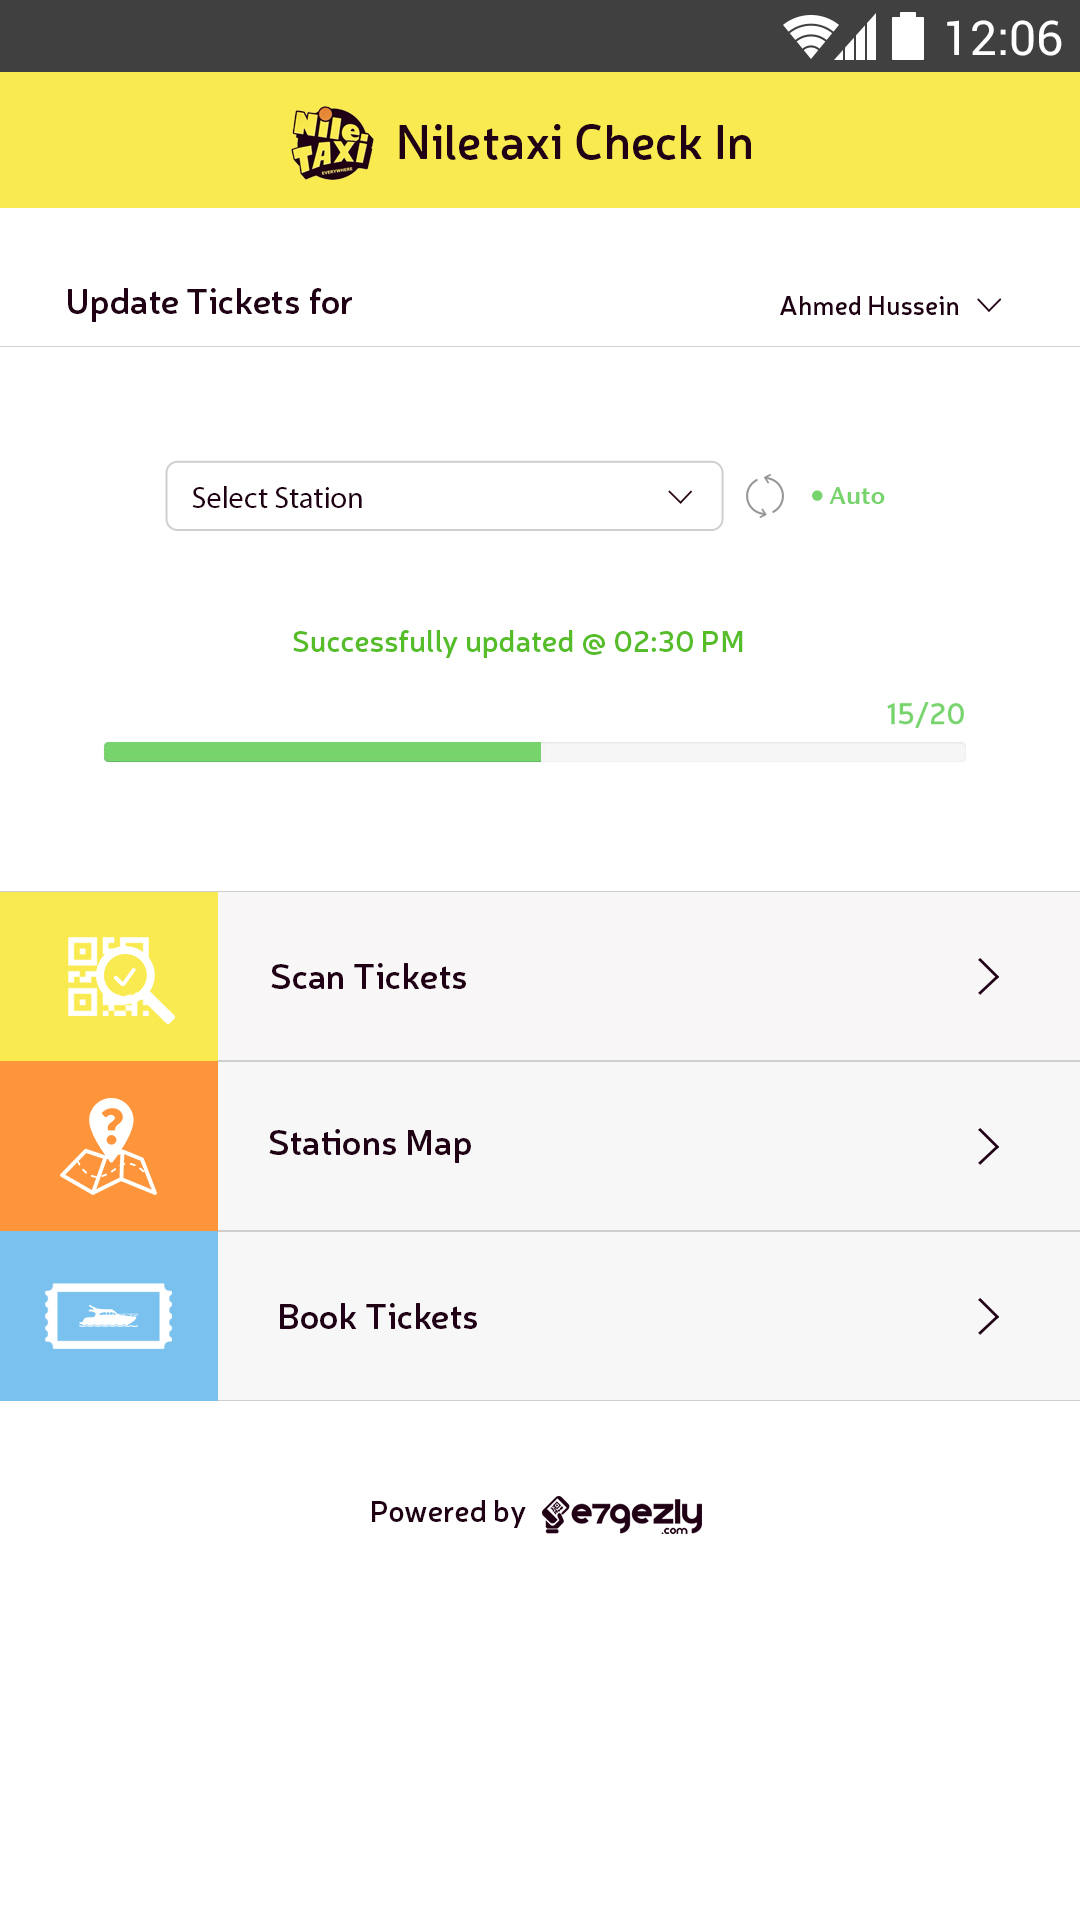 12:06
Nile
TAXI
EVERYWHERE
Niletaxi Check In
Update Tickets for
Ahmed Hussein
Select Station
Auto
Successfully updated @ 02:30 PM
15/20
Scan Tickets
?
Stations Map
Book Tickets
Powered by e7gezly
.com